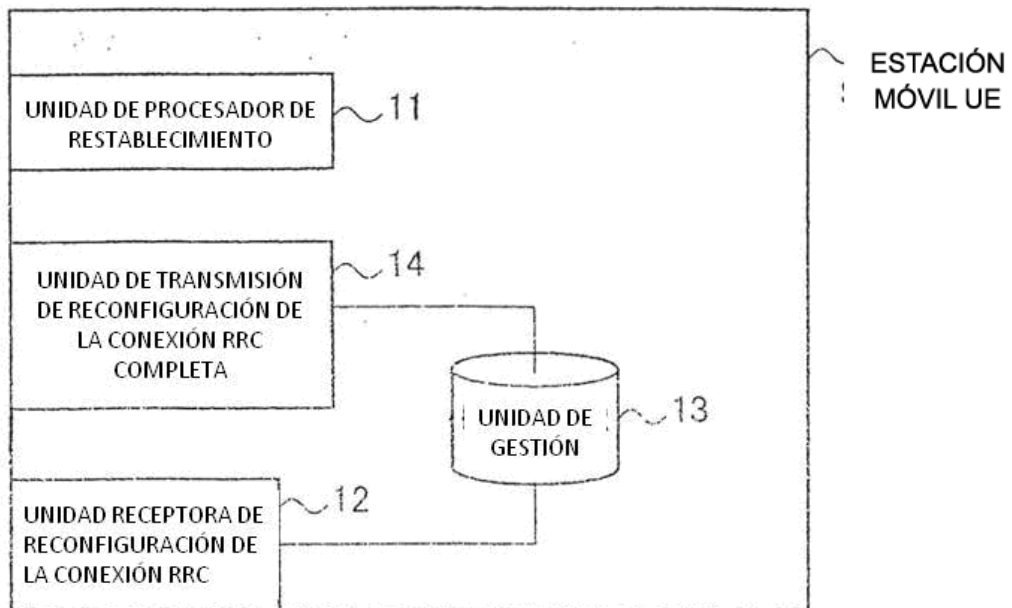 ESTACIÓN
MÓVIL UE
UNIDAD DE PROCESADOR DE
RESTABLECIMIENTO
11
UNIDAD DE TRANSMISIÓN
DE RECONFIGURACIÓN DE
LA CONEXIÓN RRC
COMPLETA
14
UNIDAD DE
GESTIÓN
13
UNIDAD RECEPTORA DE
RECONFIGURACIÓN DE
LA CONEXIÓN RRC
12